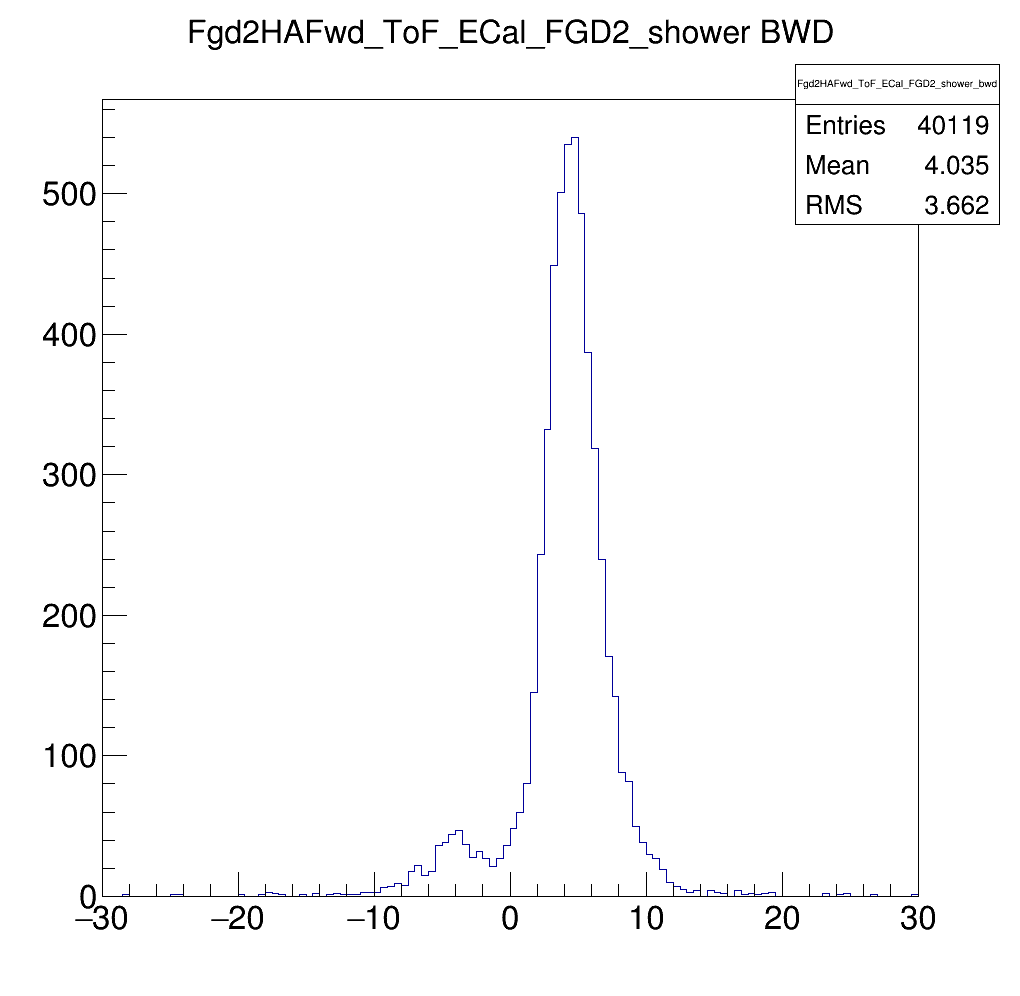 Fgd2HAFwd_ToF_ECal_FGD2_shower BWD
Fgd2HAFwd_ToF_ECal_FGD2_shower_bwd
Entries 40119
Mean 4.035
RMS 3.662
500
400
300
200
100
0
−30 −20 −10 0 10 20 30